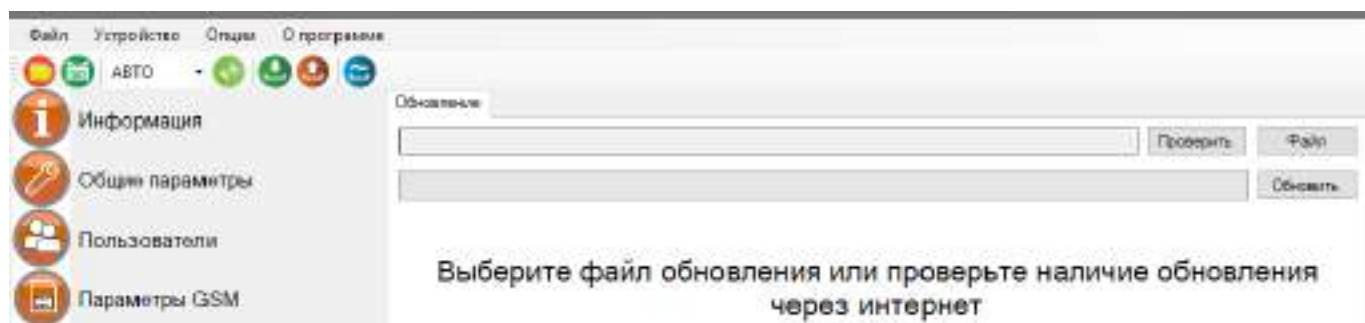 Файл Устройство Опции О программе
АВТО
Обновление
Информация
Проверить Файл
Общие параметры
Обновить
Пользователи
Выберите файл обновления или проверьте наличие обновления
через интернет
Параметры GSM